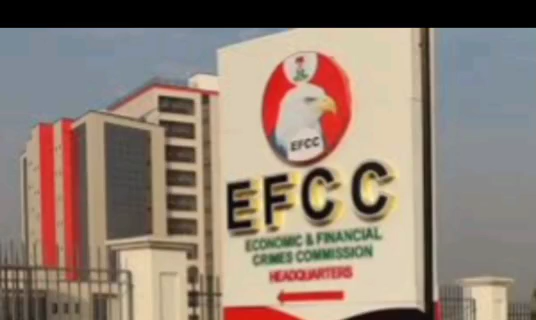 EFCC
EFCC
ECONOMIC & FINANCIAL
CRIMES COMMISSION
HEADQUARTERS